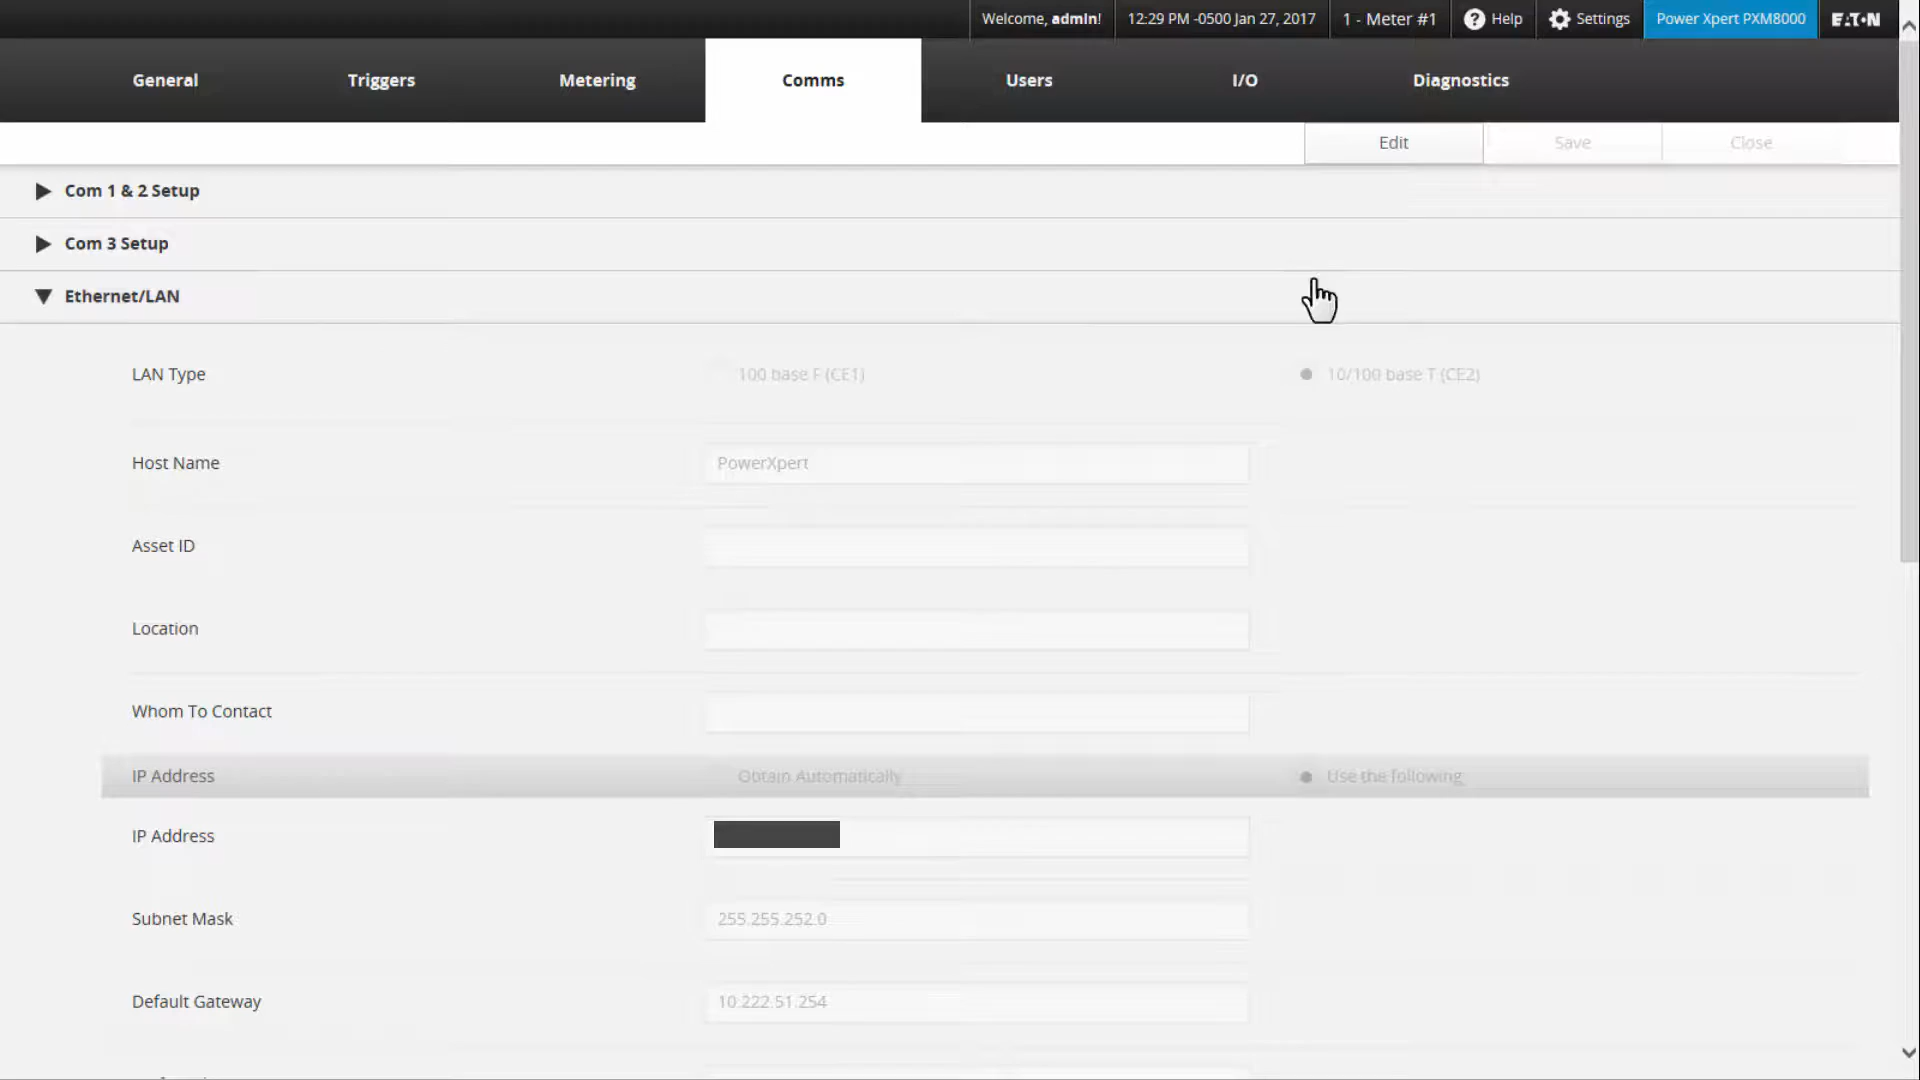 Welcome, admin!
12:29 PM -0500 Jan 27, 2017
1 - Meter #1
Help
Settings
Power Xpert PXM8000
EATON
General
Triggers
Metering
Comms
Users
I/O
Diagnostics
Edit
Save
Close
Com 1 & 2 Setup
Com 3 Setup
Ethernet/LAN
LAN Type
100 base F (CE1)
10/100 base T (CE2)
Host Name
PowerXpert
Asset ID
Location
Whom To Contact
IP Address
Obtain Automatically
Use the following
IP Address
Subnet Mask
255.255.252.0
Default Gateway
10.222.51.254